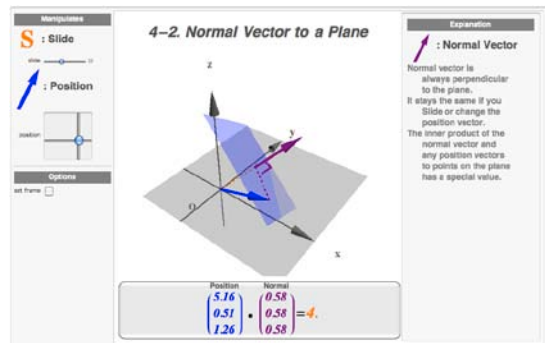 Manipulates
S : Slide
slide
: Position
position
Options
set frame
4-2. Normal Vector to a Plane
z
y
O
x
Position Normal
5.16 0.58
0.51 • 0.58 =4.
1.26 0.58
Explanation
: Normal Vector
Normal vector is
always perpendicular
to the plane.
It stays the same if you
Slide or change the
position vector.
The inner product of the
normal vector and
any position vectors
to points on the plane
has a special value.